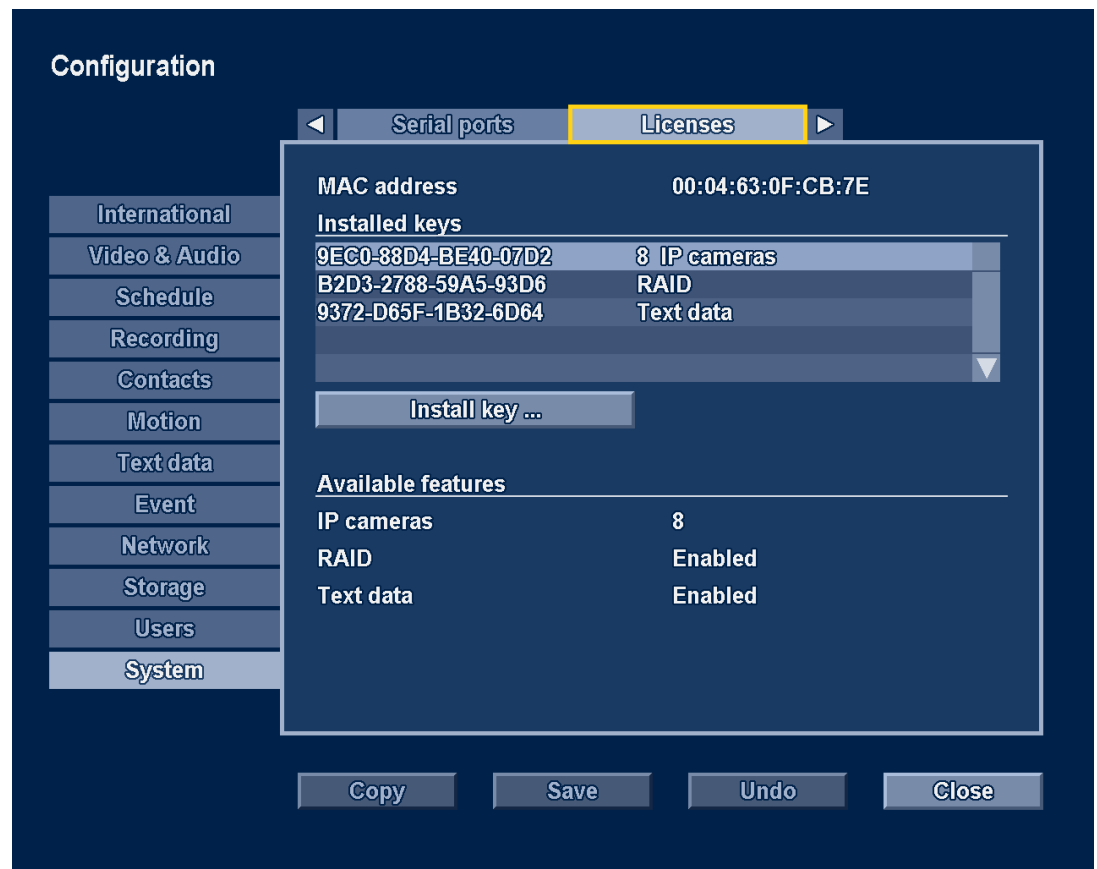 Configuration
Serial ports Licenses
MAC address 00:04:63:0F:CB:7E
Installed keys
9EC0-88D4-BE40-07D2 8 IP cameras
B2D3-2788-59A5-93D6 RAID
9372-D65F-1B32-6D64 Text data
Install key ...
Available features
IP cameras 8
RAID Enabled
Text data Enabled
International
Video & Audio
Schedule
Recording
Contacts
Motion
Text data
Event
Network
Storage
Users
System
Copy Save Undo Close